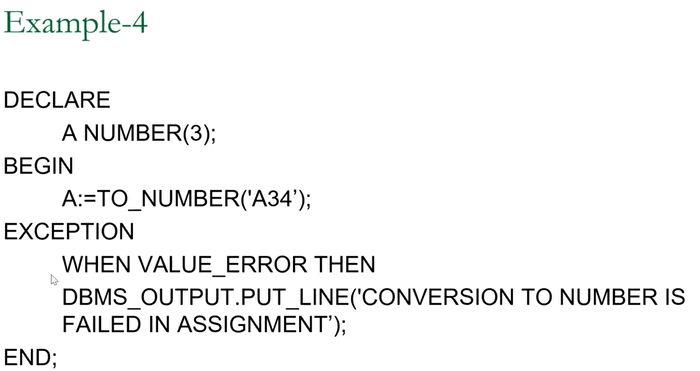 Example-4
DECLARE
A NUMBER(3);
BEGIN
A:=TO_NUMBER('A34’);
EXCEPTION
WHEN VALUE_ERROR THEN
DBMS_OUTPUT.PUT_LINE('CONVERSION TO NUMBER IS
FAILED IN ASSIGNMENT’);
END;